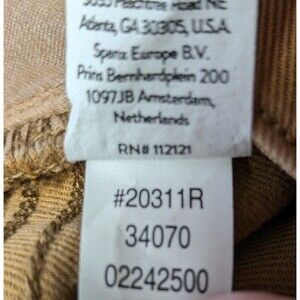 Peachtree Road NE
Atlanta, GA 30305, U.S.A.
Spanx Europe B.V.
Prins Bernhardplein 200
1097JB Amsterdam,
Netherlands
RN# 112121
#20311R
34070
02242500